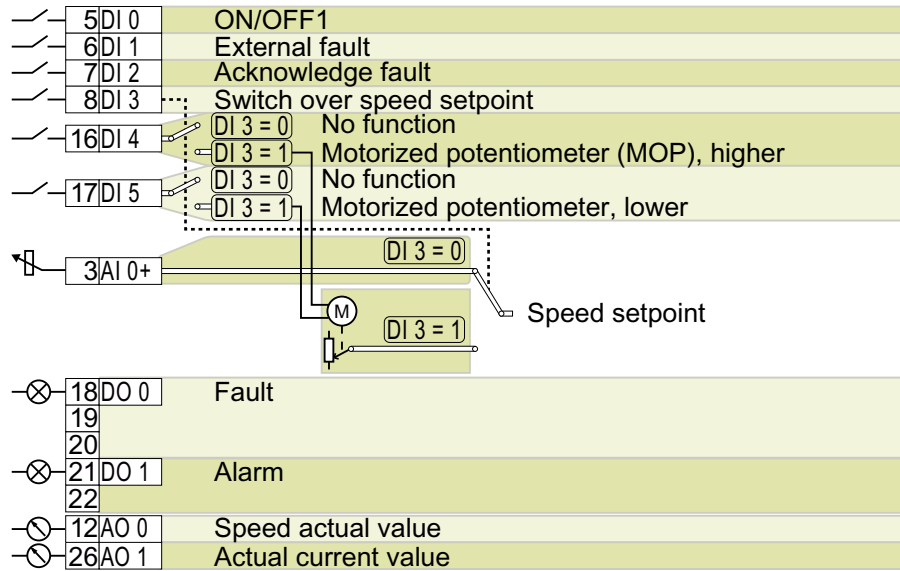 5 DI 0 ON/OFF1
6 DI 1 External fault
7 DI 2 Acknowledge fault
8 DI 3 Switch over speed setpoint
16 DI 4 DI 3 = 0 No function
DI 3 = 1 Motorized potentiometer (MOP), higher
17 DI 5 DI 3 = 0 No function
DI 3 = 1 Motorized potentiometer, lower
DI 3 = 0
3 AI 0+
M Speed setpoint
DI 3 = 1
18 DO 0 Fault
19
20
21 DO 1 Alarm
22
12 AO 0 Speed actual value
26 AO 1 Actual current value